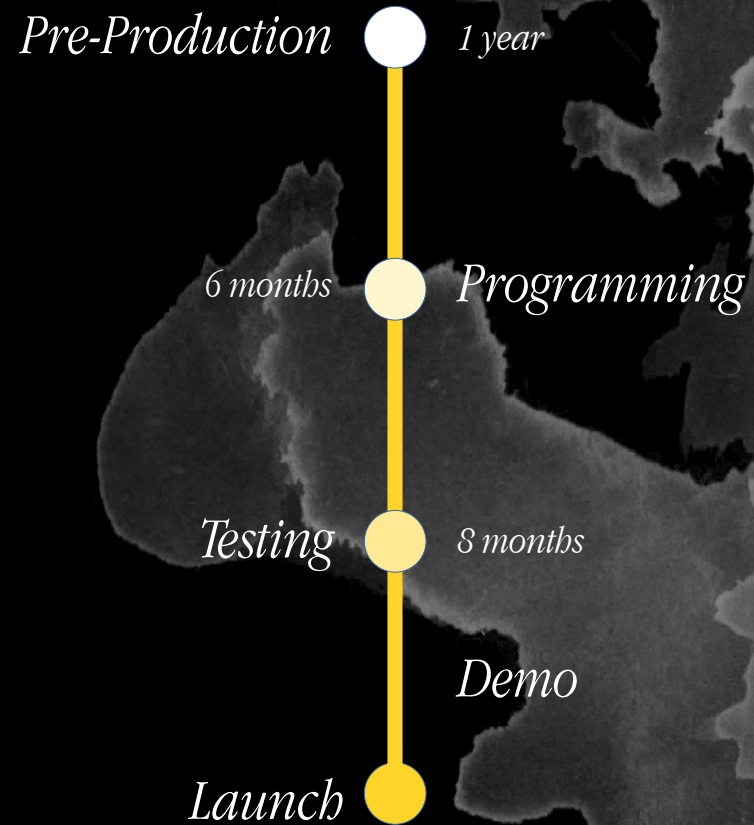 Pre-Production
1 year
6 months
Programming
Testing
8 months
Demo
Launch